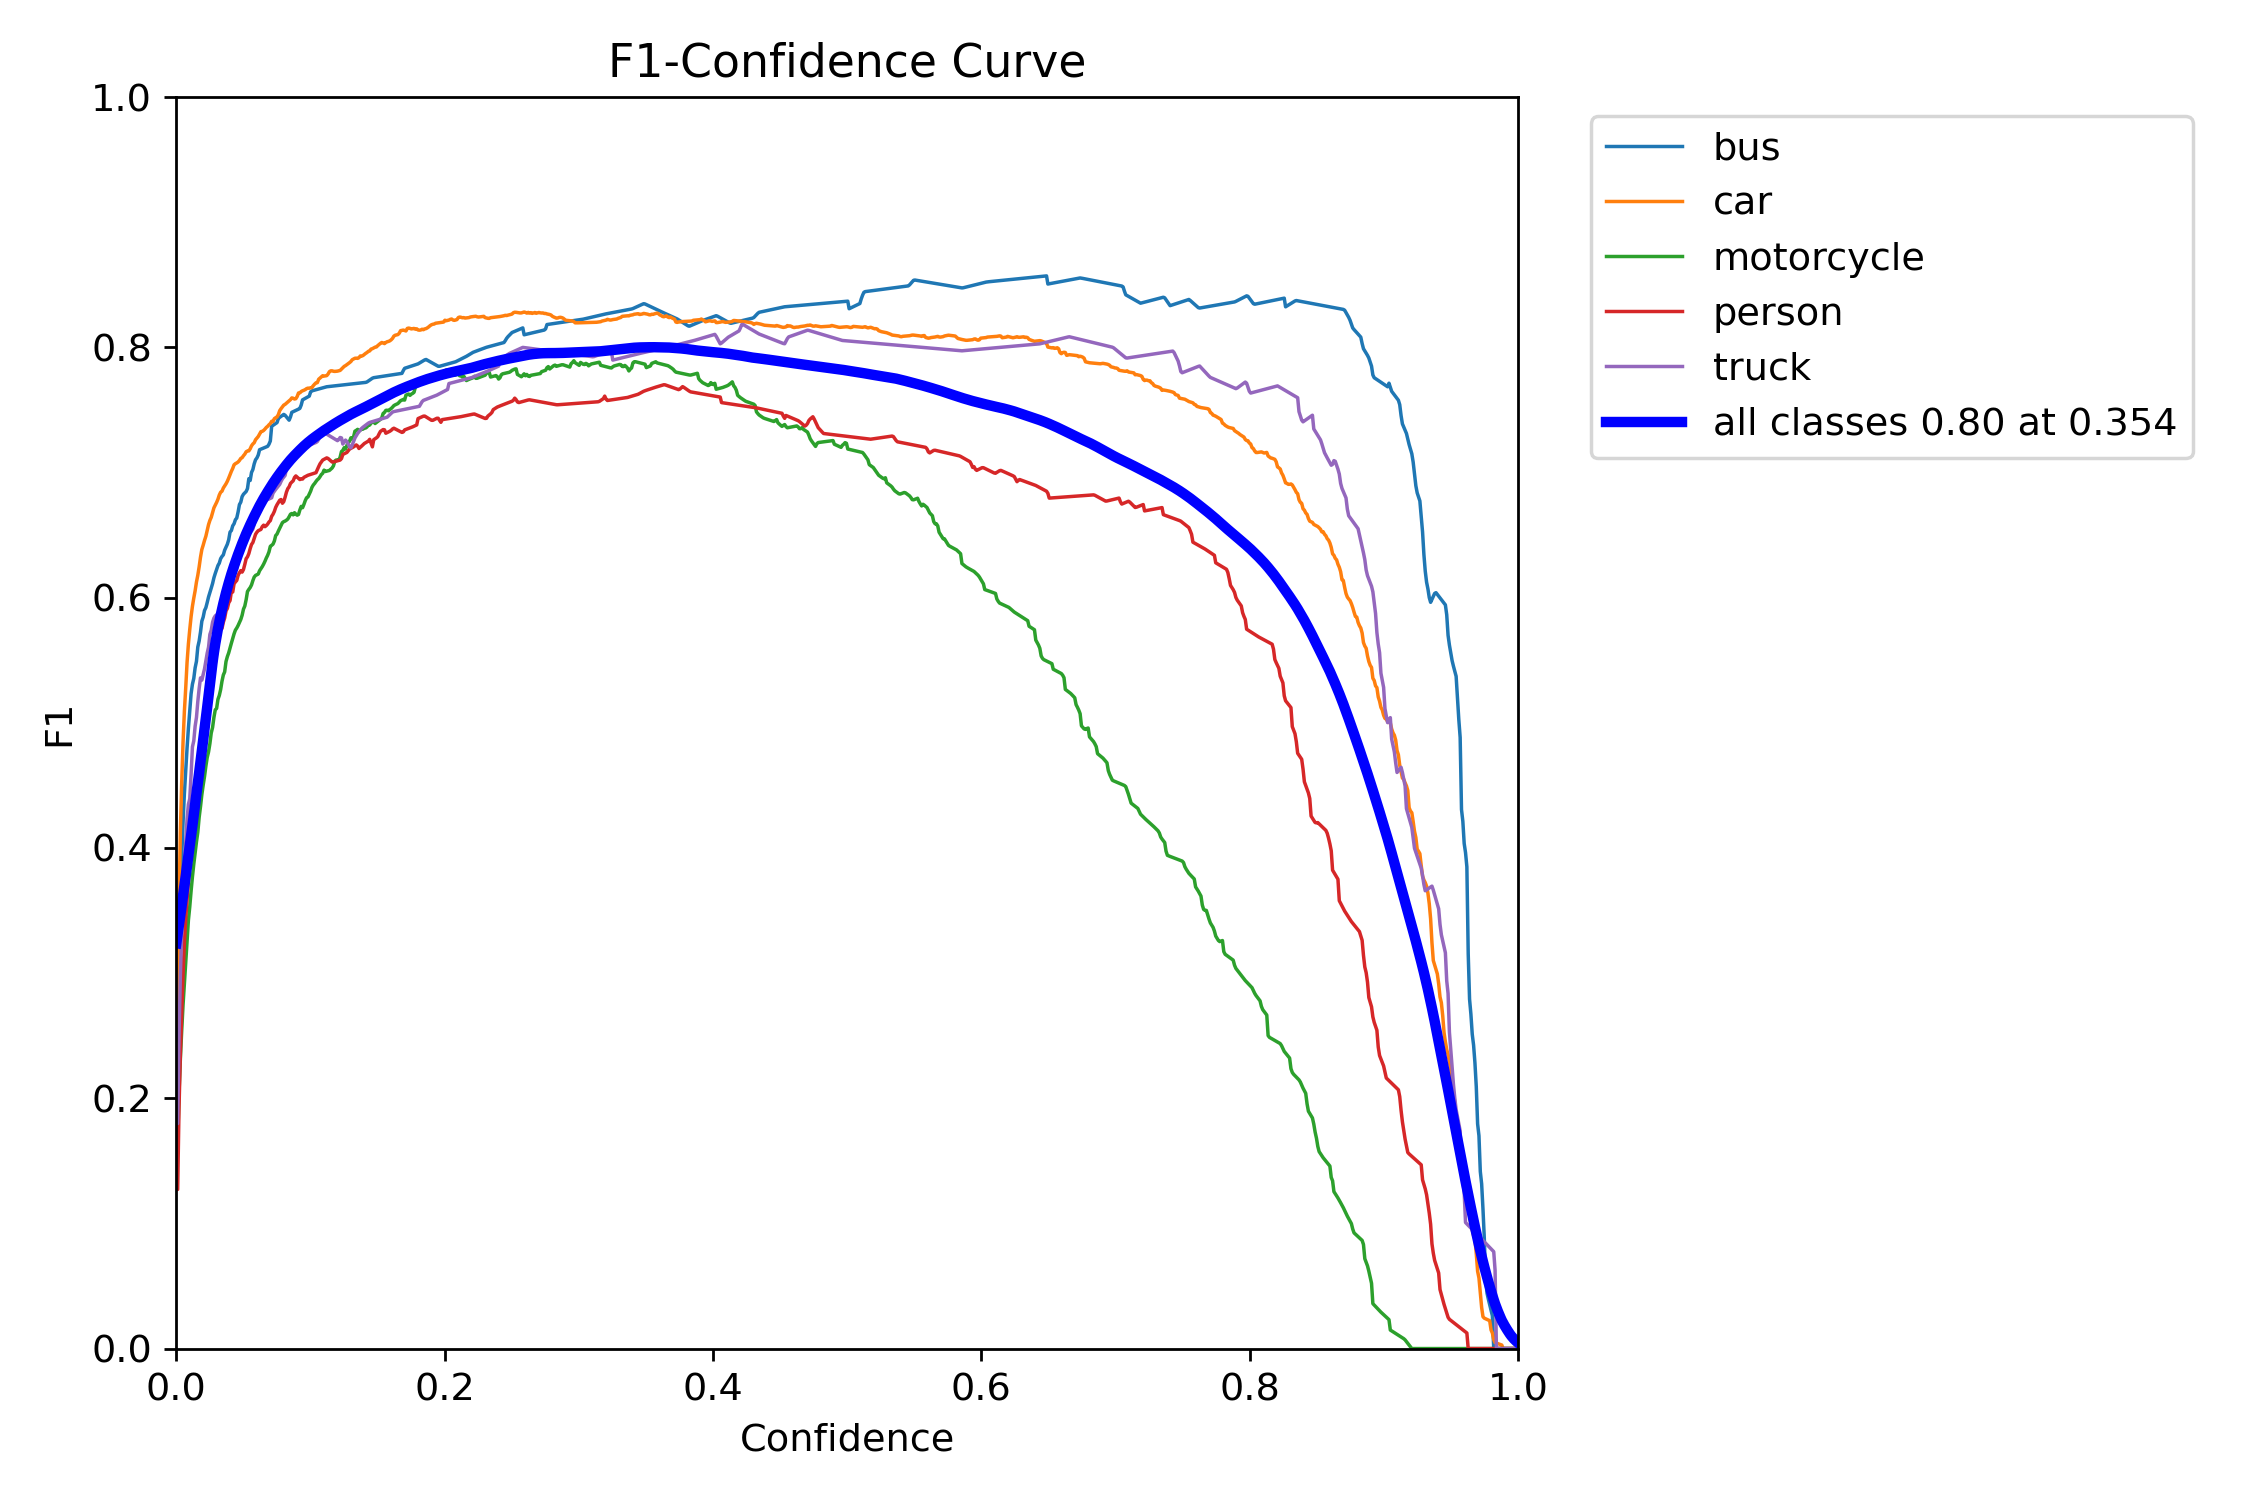 F1-Confidence Curve
1.0
0.8
0.6
0.4
0.2
0.0
F1
0.0 0.2 0.4 0.6 0.8 1.0
Confidence
bus
car
motorcycle
person
truck
all classes 0.80 at 0.354